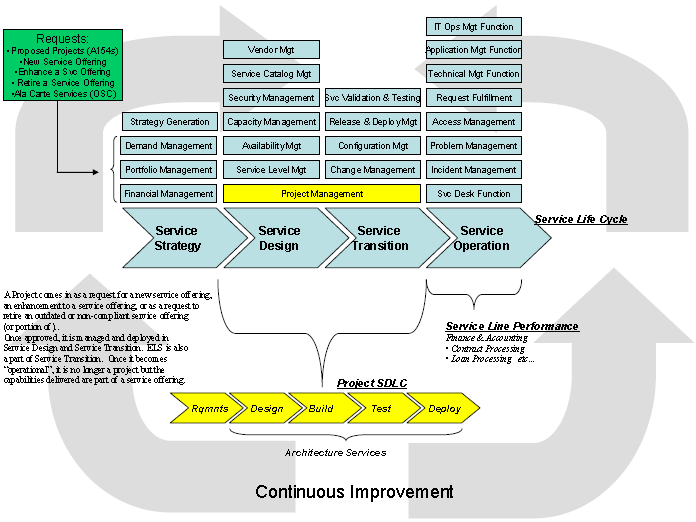 Requests:
• Proposed Projects (A154s)
• New Service Offering
• Enhance a Svc Offering
• Retire a Service Offering
• Ala Carte Services (OSC)
Strategy Generation
Demand Management
Portfolio Management
Financial Management
Vendor Mgt
Service Catalog Mgt
Security Management
Capacity Management
Availability Mgt
Service Level Mgt
Svc Validation & Testing
Release & Deploy Mgt
Configuration Mgt
Change Management
Project Management
IT Ops Mgt Function
Application Mgt Function
Technical Mgt Function
Request Fulfillment
Access Management
Problem Management
Incident Management
Svc Desk Function
Service
Strategy
Service
Design
Service
Transition
Service
Operation
Service Life Cycle
A Project comes in as a request for a new service offering,
an enhancement to a service offering, or as a request to
retire an outdated or non-compliant service offering
(or portion of)..
Once approved, it is managed and deployed in
Service Design and Service Transition. ELS is also
a part of Service Transition. Once it becomes
"operational", it is no longer a project but the
capabilities delivered are part of a service offering.
Service Line Performance
Finance & Accounting
• Contract Processing
• Loan Processing etc...
Project SDLC
Rqmnts
Design
Build
Test
Deploy
Architecture Services
Continuous Improvement